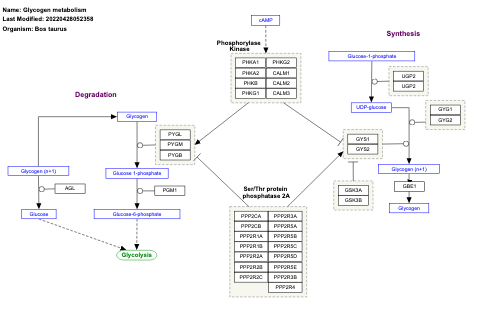 Name: Glycogen metabolism
Last Modified: 20220428052358
Organism: Bos taurus
cAMP
Phosphorylase
Kinase
PHKA1 PHKG2
PHKA2 CALM1
PHKB CALM2
PHKG1 CALM3
Synthesis
Glucose-1-phosphate
UGP2
UGP2
UDP-glucose
GYG1
GYG2
GYS1
GYS2
Glycogen (n+1)
GSK3A
GSK3B
GBE1
Glycogen
Degradation
Glycogen
PYGL
PYGM
PYGB
Glycogen (n+1)
Glucose 1-phosphate
AGL
PGM1
Glucose
Glucose-6-phosphate
Glycolysis
Ser/Thr protein
phosphatase 2A
PPP2CA PPP2R3A
PPP2CB PPP2R5A
PPP2R1A PPP2R5B
PPP2R1B PPP2R5C
PPP2R2A PPP2R5D
PPP2R2B PPP2R5E
PPP2R2C PPP2R3B
PPP2R4